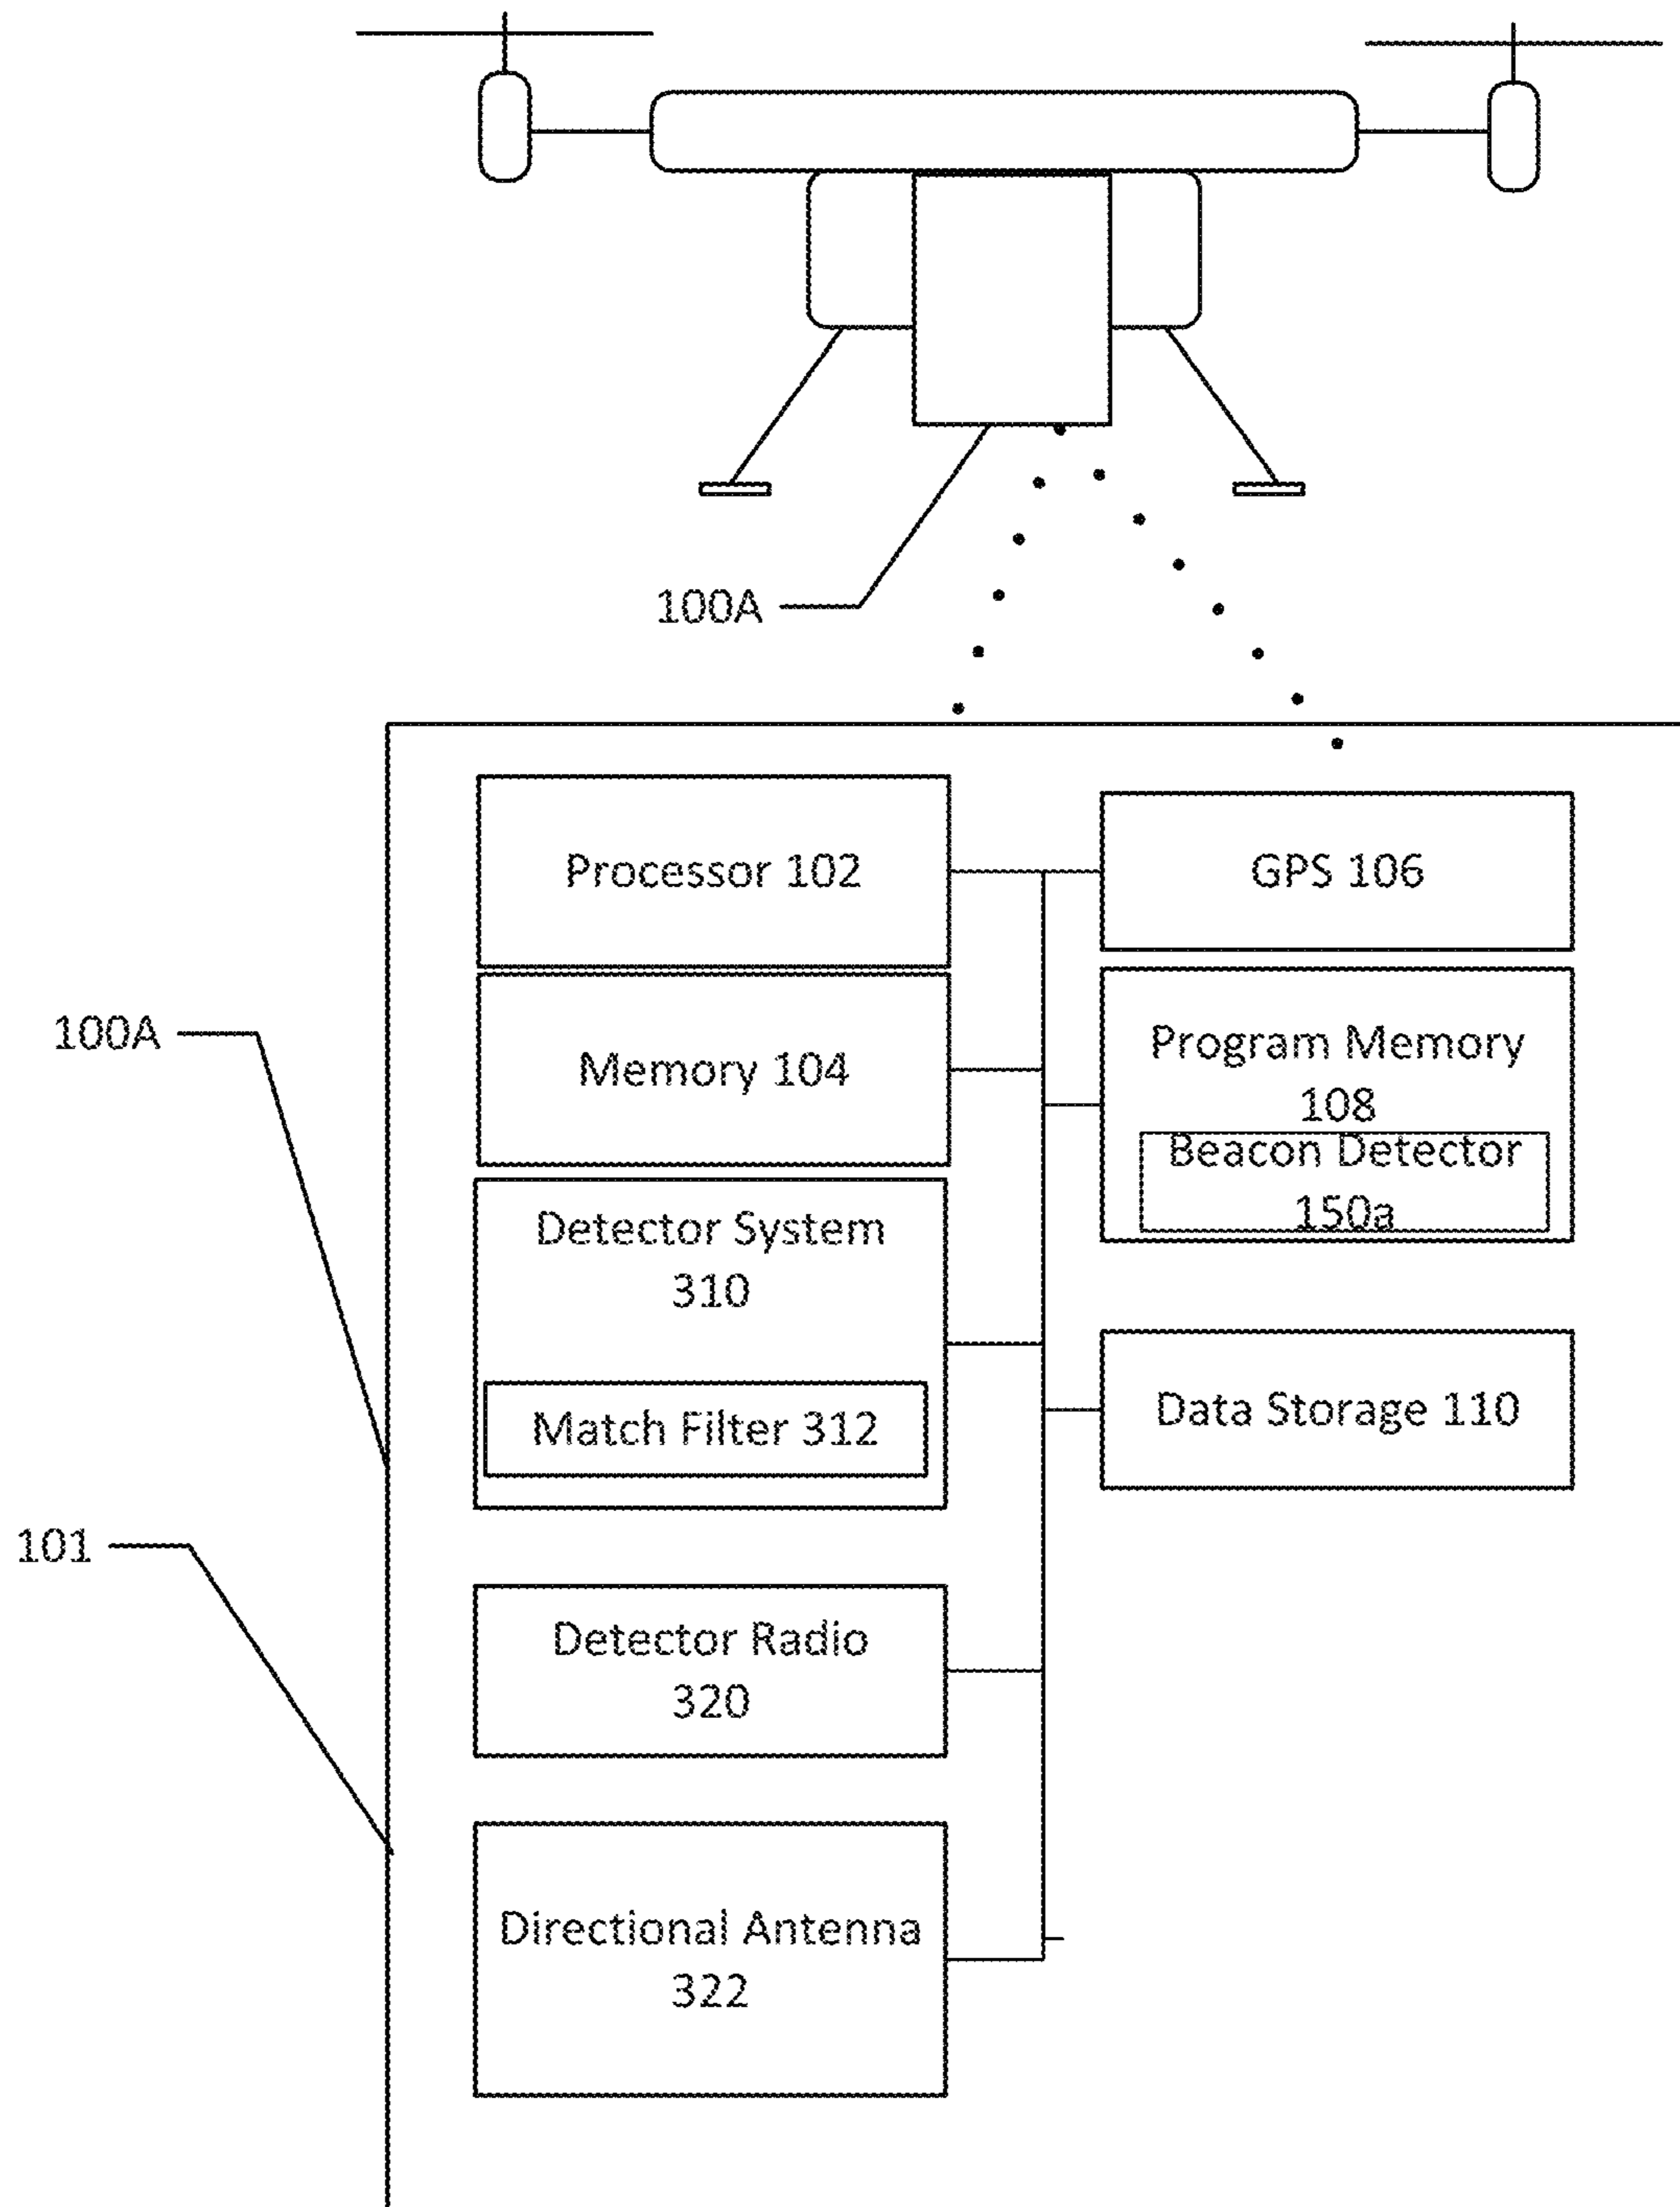 100A
Processor 102
GPS 106
100A
Memory 104
Program Memory
108
Beacon Detector
150a
Detector System
310
Match Filter 312
Data Storage 110
101
Detector Radio
320
Directional Antenna
322